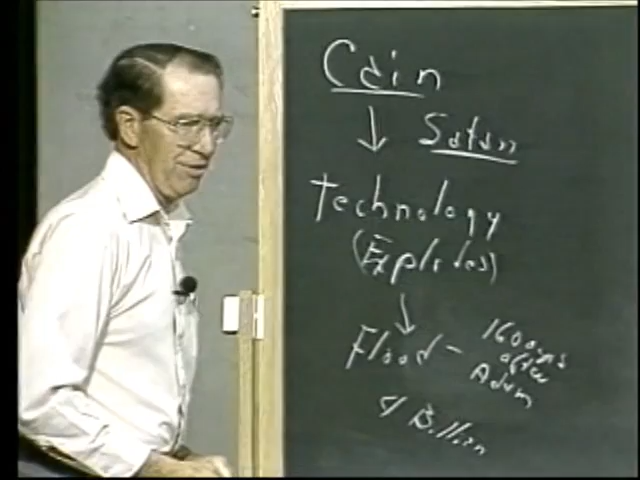 Cain
↓ Satan
Technology
(Explodes)
↓
Flood - 1600 yrs
after
Adam
4 Billion